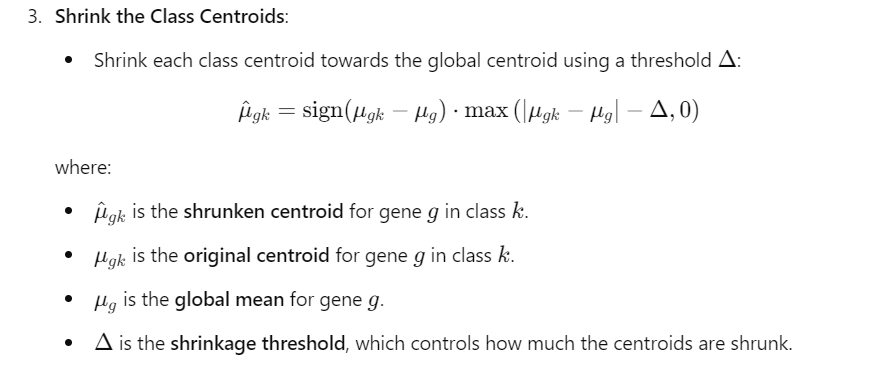 3. Shrink the Class Centroids:
• Shrink each class centroid towards the global centroid using a threshold Δ:
μ̂gk = sign(μgk − μg) · max (|μgk − μg| − Δ, 0)
where:
• μ̂gk is the shrunken centroid for gene g in class k.
• μgk is the original centroid for gene g in class k.
• μg is the global mean for gene g.
• Δ is the shrinkage threshold, which controls how much the centroids are shrunk.